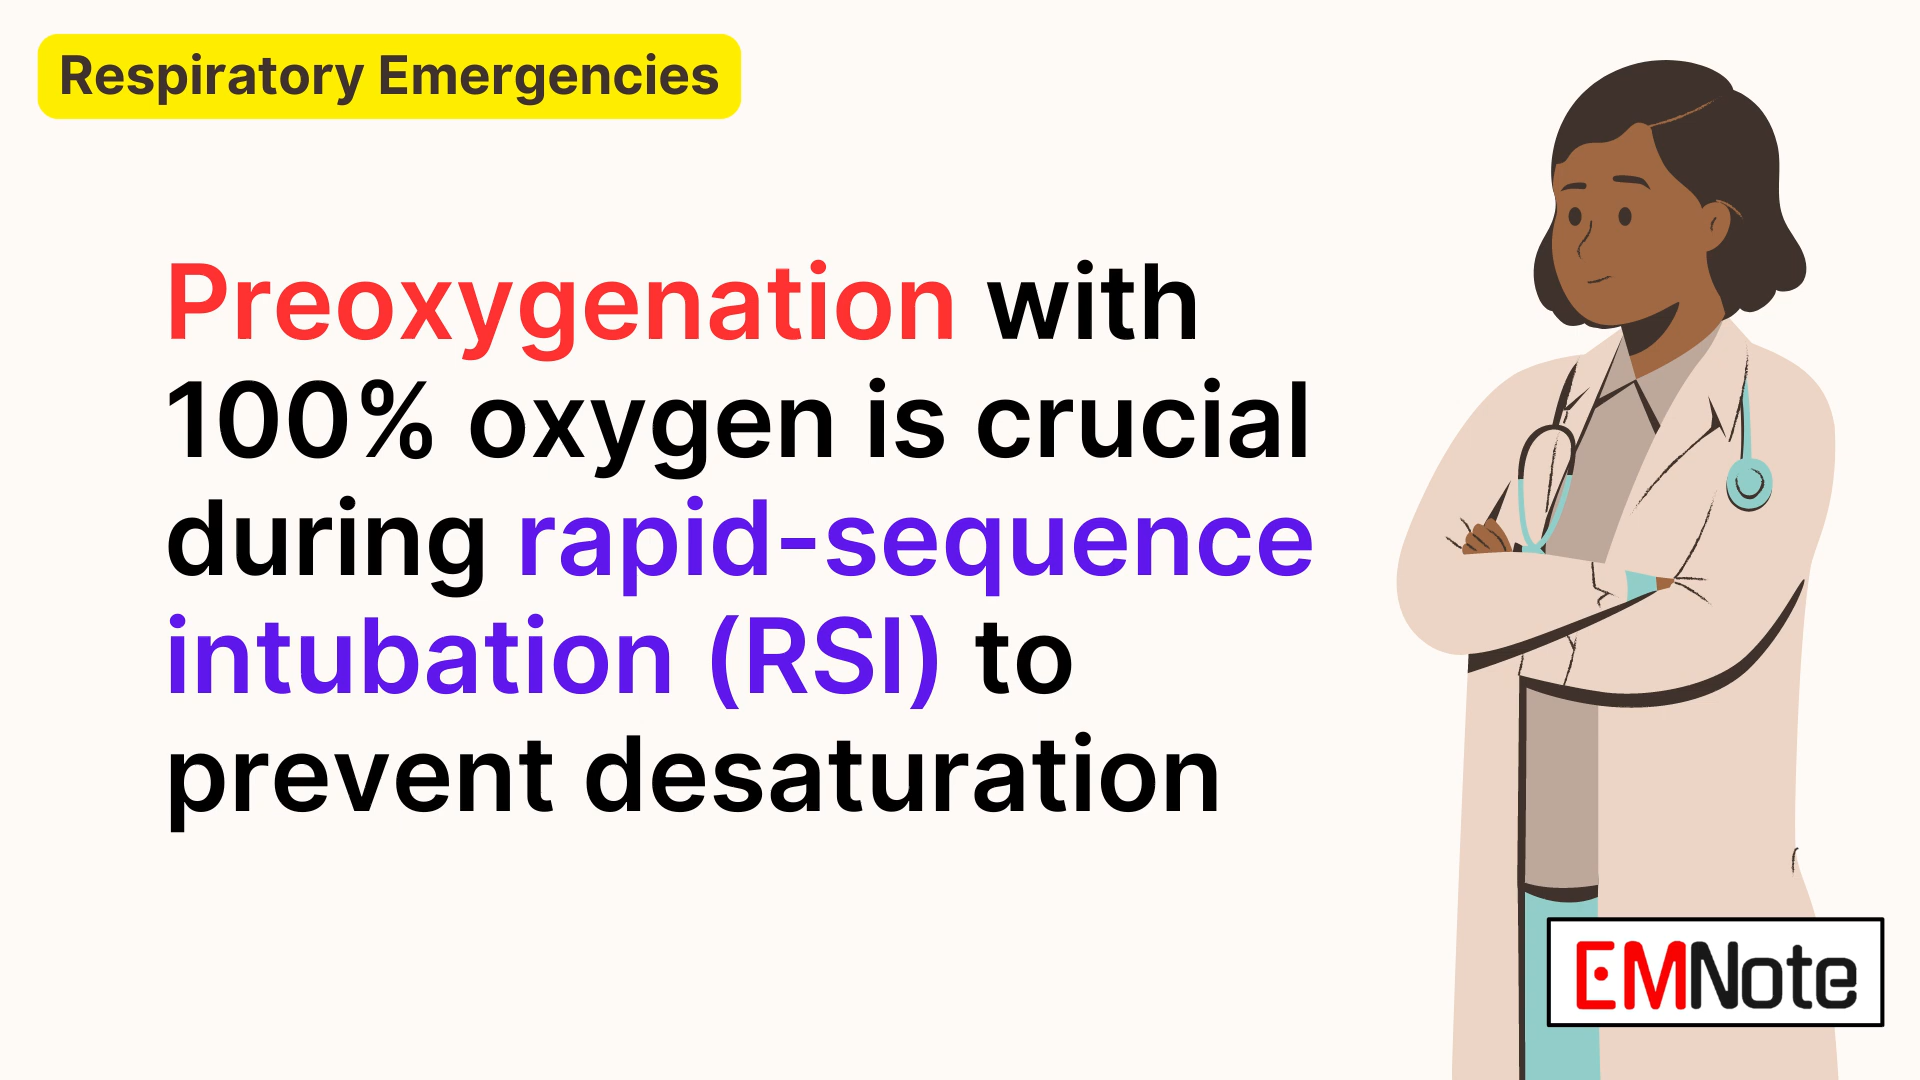 Respiratory Emergencies
Preoxygenation with
100% oxygen is crucial
during rapid-sequence
intubation (RSI) to
prevent desaturation
EMNote